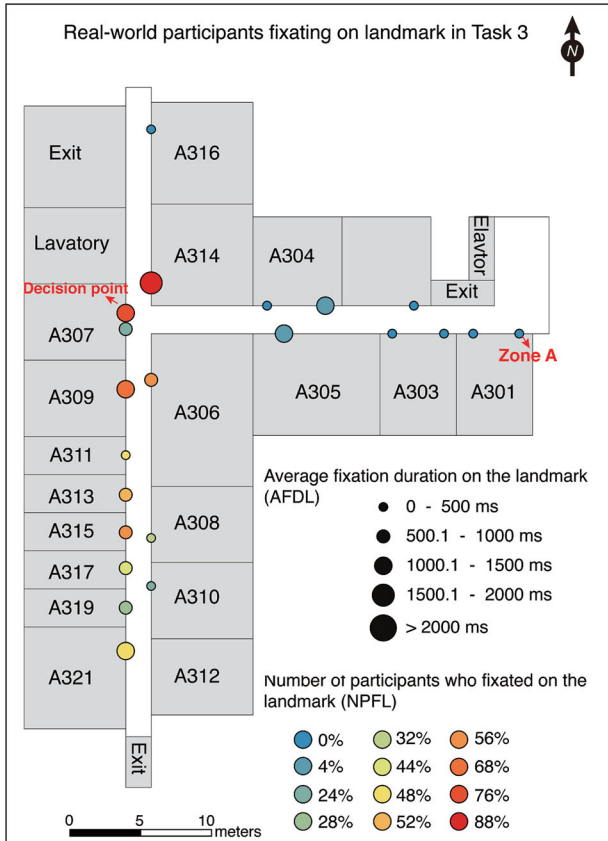 Real-world participants fixating on landmark in Task 3
N
Exit
A316
Lavatory
A314
A304
Elavtor
Exit
Decision point
A307
Zone A
A309
A306
A305
A303
A301
A311
A313
A315
A308
A317
A319
A310
A321
A312
Exit
Average fixation duration on the landmark
(AFDL)
0 - 500 ms
500.1 - 1000 ms
1000.1 - 1500 ms
1500.1 - 2000 ms
> 2000 ms
Number of participants who fixated on the
landmark (NPFL)
0% 32% 56%
4% 44% 68%
24% 48% 76%
28% 52% 88%
0 5 10
meters